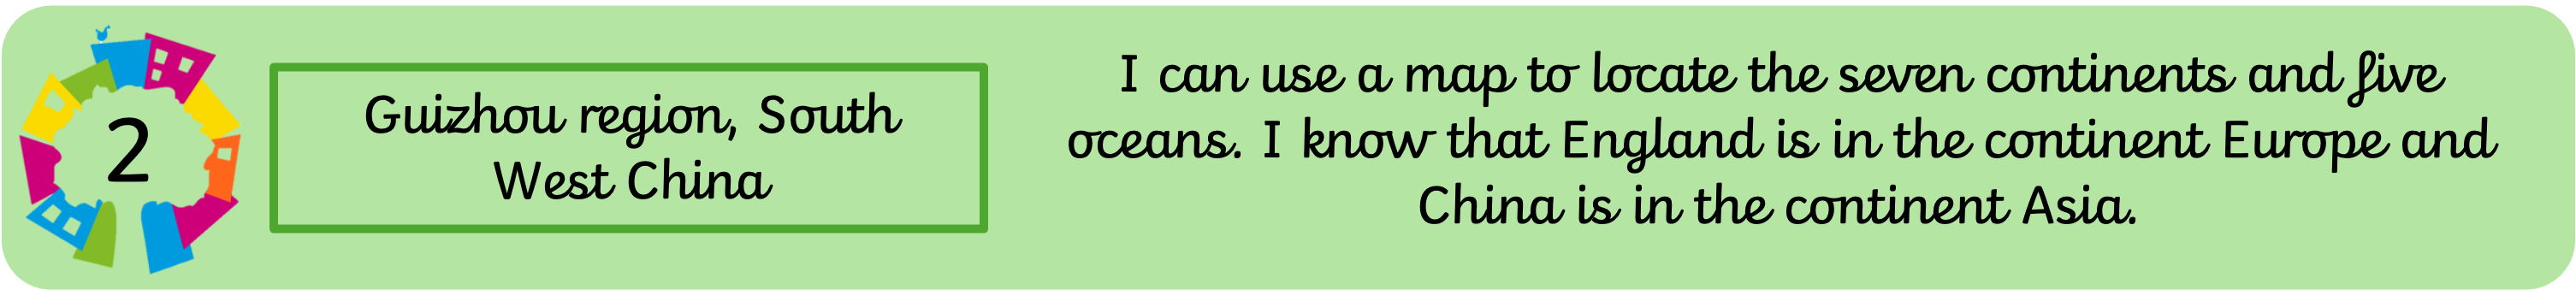 2
Guizhou region, South
West China
I can use a map to locate the seven continents and five
oceans. I know that England is in the continent Europe and
China is in the continent Asia.